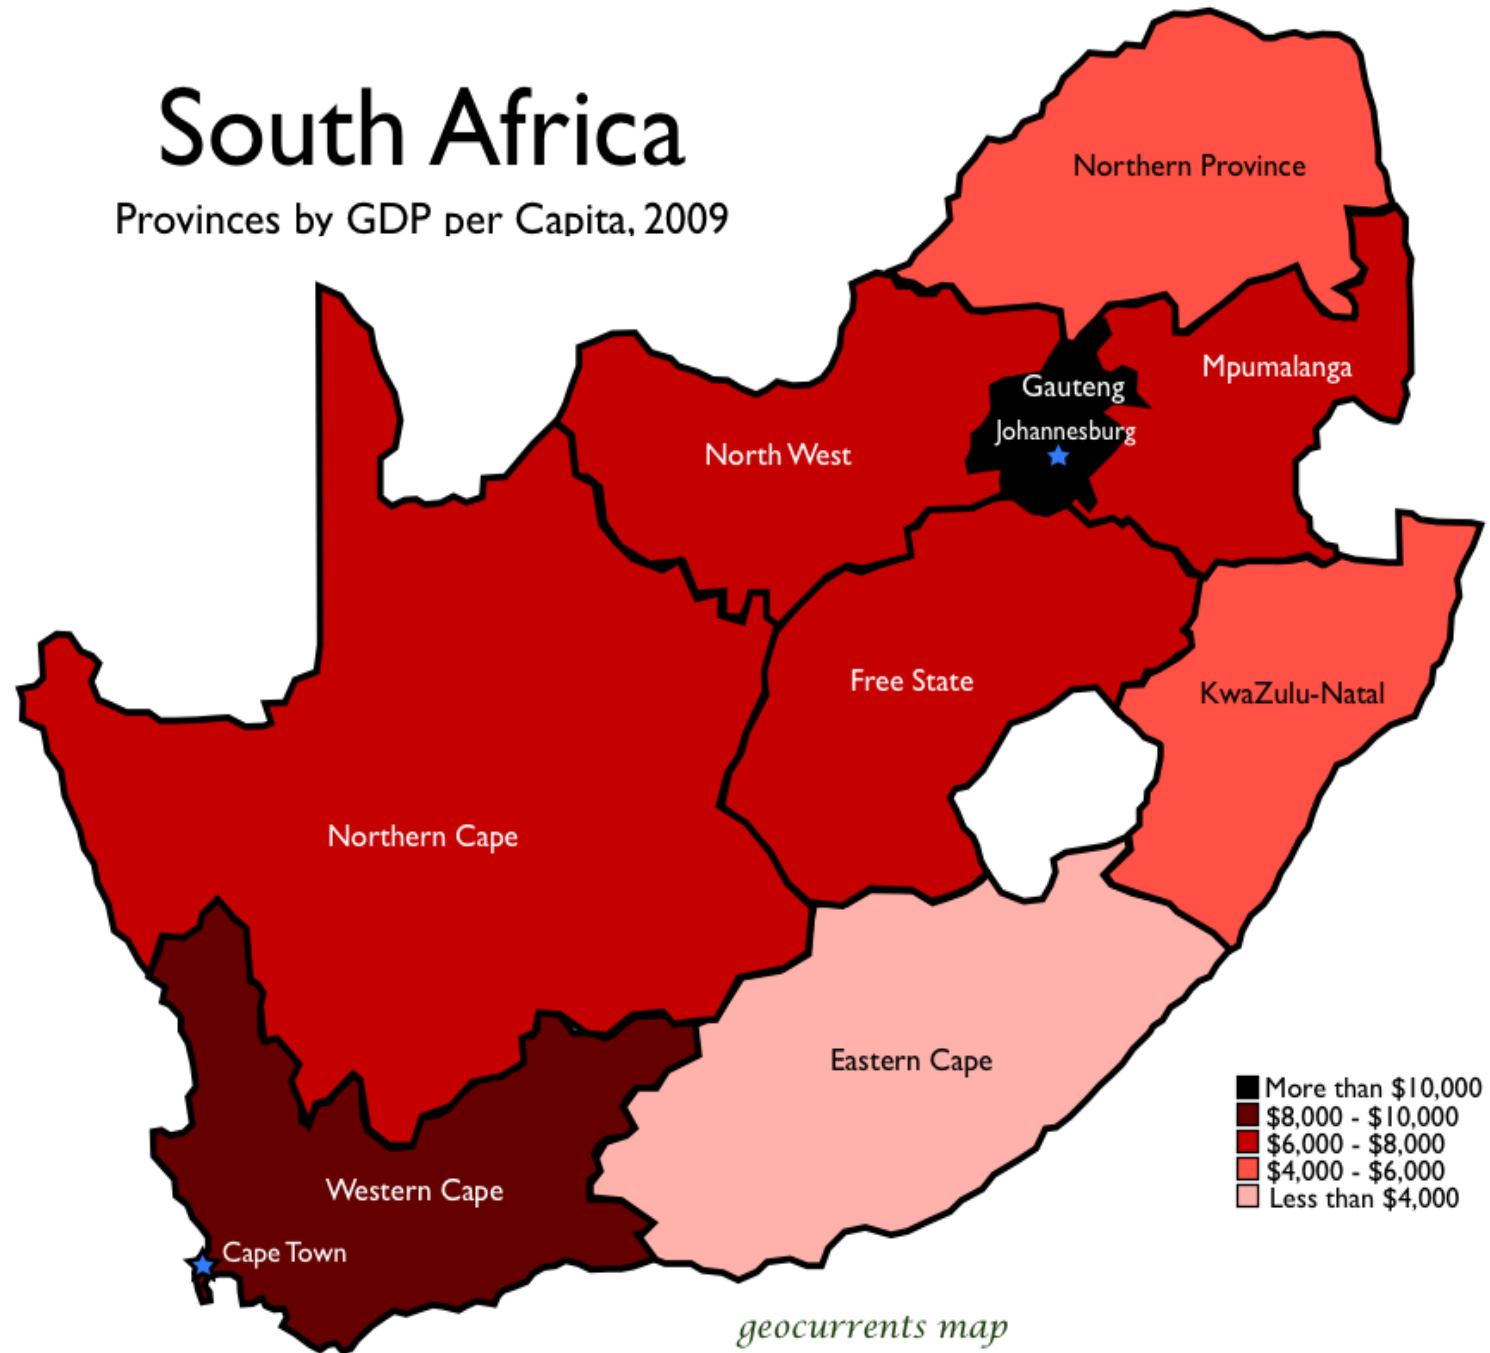 South Africa
Provinces by GDP per Capita, 2009
Northern Province
Mpumalanga
Gauteng
Johannesburg
North West
Free State
KwaZulu-Natal
Northern Cape
Eastern Cape
Western Cape
Cape Town
More than $10,000
$8,000 - $10,000
$6,000 - $8,000
$4,000 - $6,000
Less than $4,000
geocurrents map